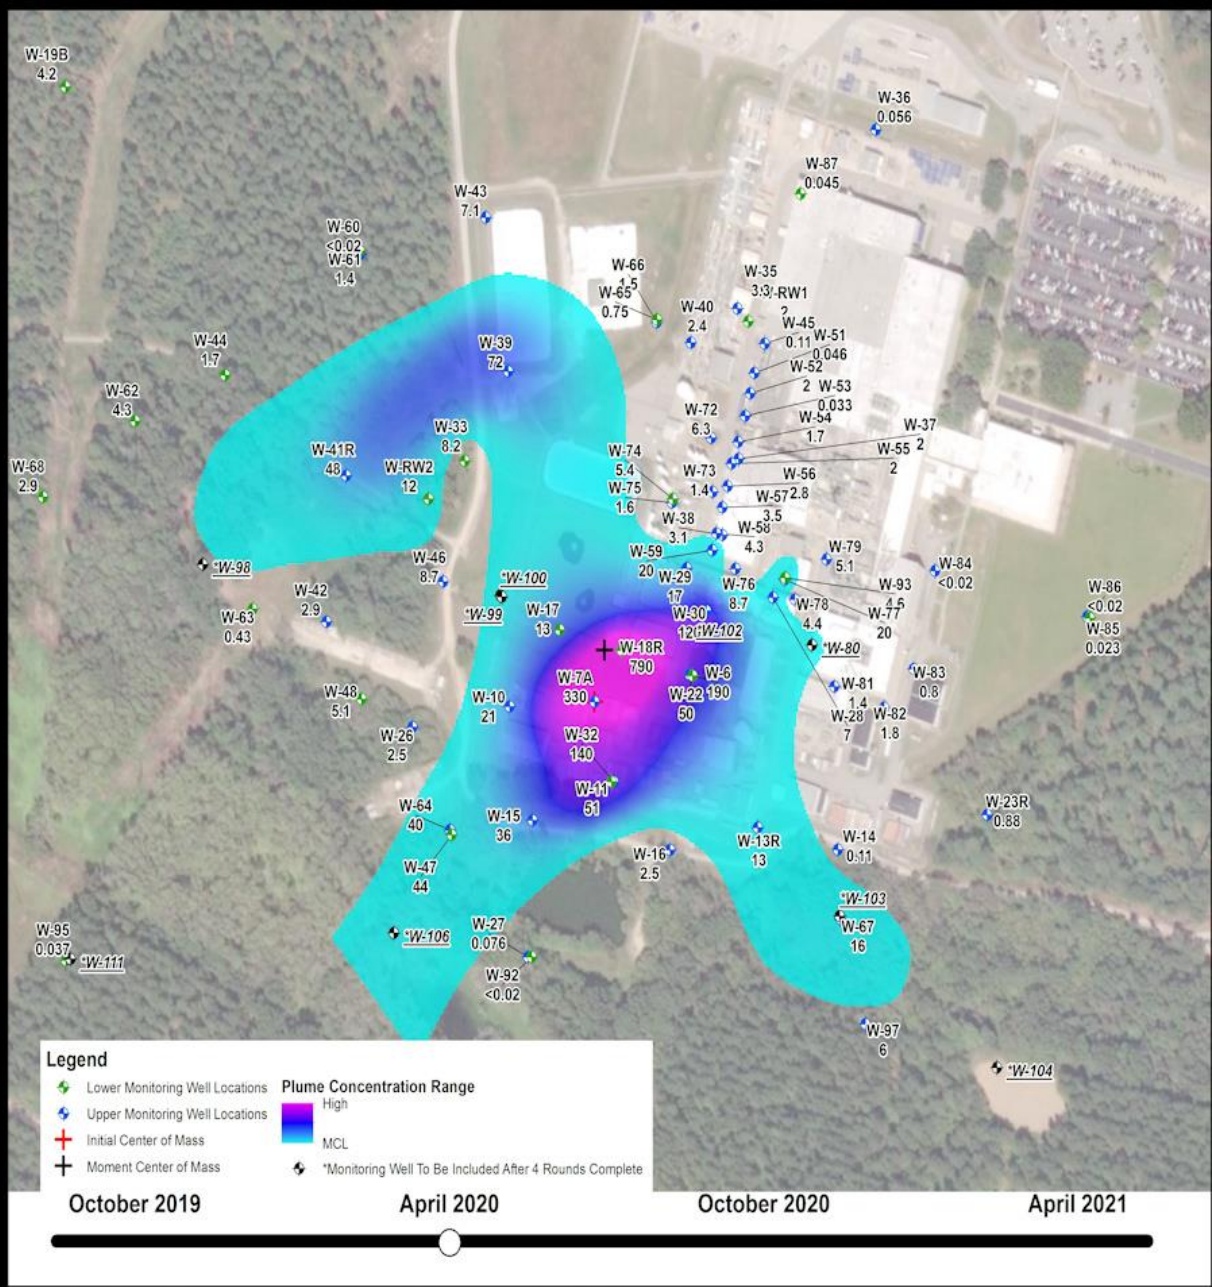 W-19B
4.2
W-36
0.056
W-87
0.045
W-43
7.1
W-60
<0.02
W-61
1.4
W-66
1.5
W-65
0.75
W-35
3.3
-RW1
2
W-40
2.4
W-45
0.11
W-51
0.046
W-52
2
W-53
0.033
W-54
1.7
W-37
2
W-55
2
W-44
1.7
W-39
72
W-62
4.3
W-72
6.3
W-33
8.2
W-41R
48
W-RW2
12
W-74
5.4
W-75
1.6
W-73
1.4
W-56
2.8
W-57
3.5
W-68
2.9
W-38
3.1
W-58
4.3
W-59
20
W-29
17
W-76
8.7
W-79
5.1
W-84
<0.02
W-93
4.6
W-77
20
W-78
4.4
W-86
<0.02
W-85
0.023
*W-98
W-46
8.7
*W-100
*W-99
W-42
2.9
W-63
0.43
W-17
13
W-30
*W-102
*W-80
W-18R
790
W-7A
330
W-6
190
W-22
50
W-83
0.8
W-81
1.4
W-82
1.8
W-28
7
W-48
5.1
W-10
21
W-26
2.5
W-32
140
W-11
51
W-64
40
W-47
44
W-15
36
W-16
2.5
W-13R
13
W-14
0.11
W-23R
0.88
*W-103
W-67
16
W-95
0.037
*W-111
*W-106
W-27
0.076
W-92
<0.02
W-97
6
*W-104
Legend
Lower Monitoring Well Locations
Upper Monitoring Well Locations
Initial Center of Mass
Moment Center of Mass
Plume Concentration Range
High
MCL
*Monitoring Well To Be Included After 4 Rounds Complete
October 2019 April 2020 October 2020 April 2021